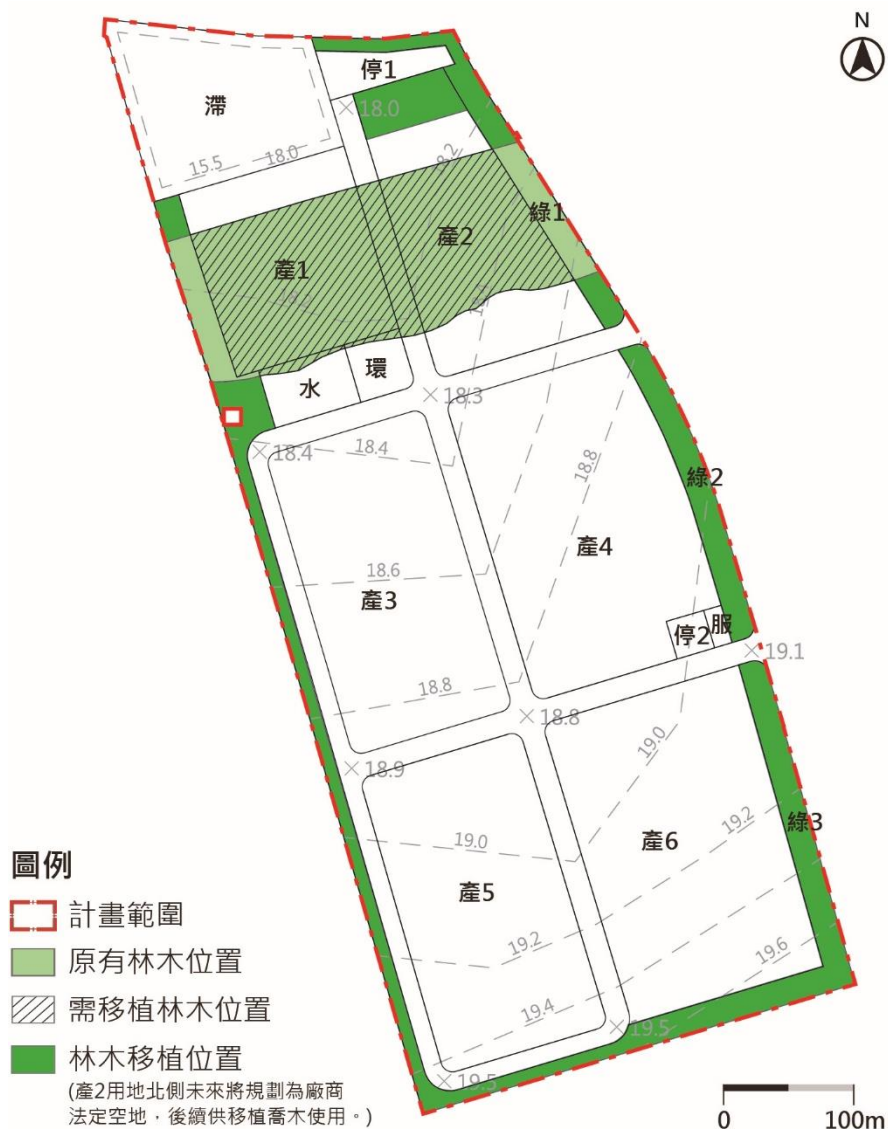 N
停1
18.0
滯
15.5
18.0
18.2
綠1
產2
產1
18.2
水
環
18.3
18.4
18.4
18.8
綠2
產4
18.6
產3
停2
服
19.1
18.8
18.8
18.9
19.0
19.0
19.2
綠3
產6
產5
19.2
19.6
19.4
19.5
19.5
圖例
計畫範圍
原有林木位置
需移植林木位置
林木移植位置
(產2用地北側未來將規劃為廠商
法定空地，後續供移植喬木使用。)
0
100m